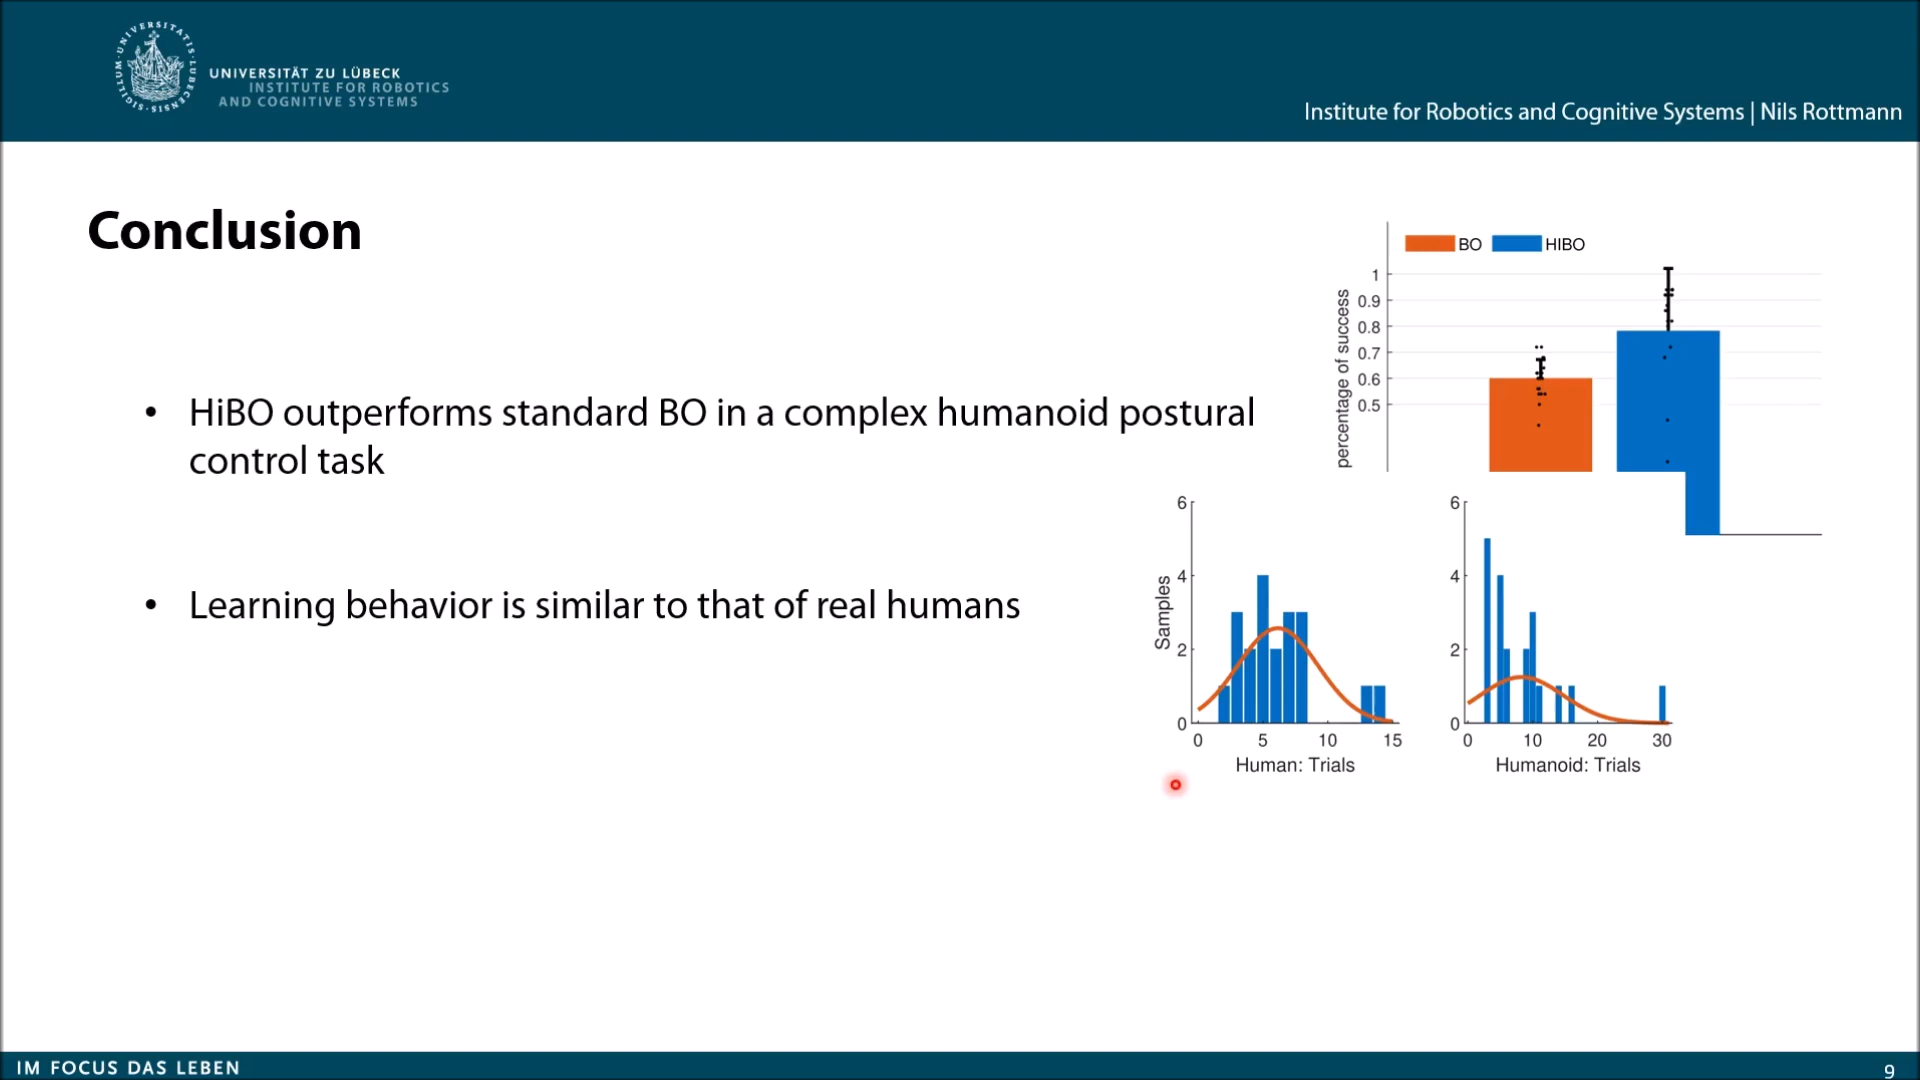 SIGILLUM·UNIVERSITATIS·LUBECENSIS
UNIVERSITÄT ZU LÜBECK
INSTITUTE FOR ROBOTICS
AND COGNITIVE SYSTEMS
Institute for Robotics and Cognitive Systems | Nils Rottmann
Conclusion
• HiBO outperforms standard BO in a complex humanoid postural
control task
• Learning behavior is similar to that of real humans
BO HIBO
percentage of success
1
0.9
0.8
0.7
0.6
0.5
Samples
6
4
2
0
0 5 10 15
Human: Trials
6
4
2
0
0 10 20 30
Humanoid: Trials
IM FOCUS DAS LEBEN
9